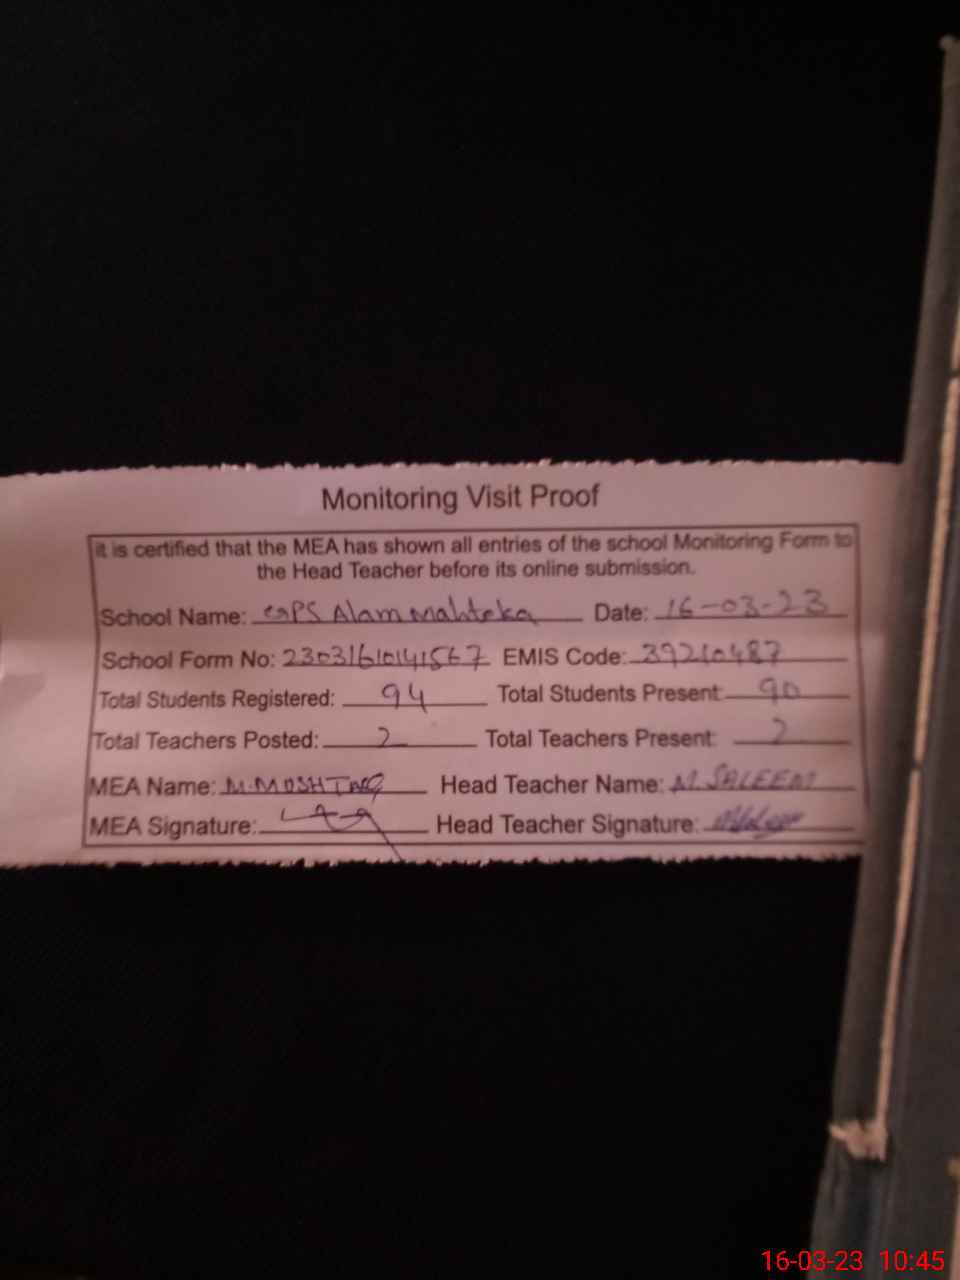 Monitoring Visit Proof
it is certified that the MEA has shown all entries of the school Monitoring Form to
the Head Teacher before its online submission.
School Name: GPS Alam Mahteka Date: 16-03-23
School Form No: 23031610141567 EMIS Code: 39210487
Total Students Registered: 94 Total Students Present: 90
Total Teachers Posted: 2 Total Teachers Present: 2
MEA Name: M. Head Teacher Name: M. SALEEM
MEA Signature: Head Teacher Signature:
16-03-23 10:45